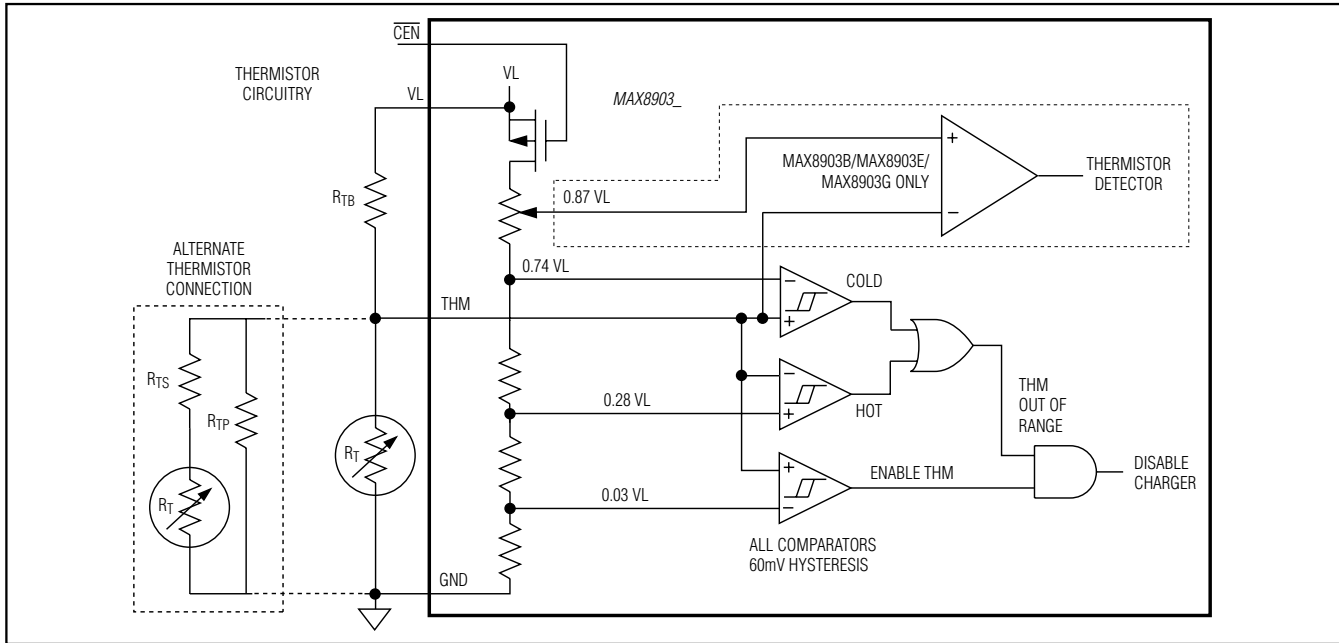 CEN
THERMISTOR
CIRCUITRY
VL
VL
MAX8903_
MAX8903B/MAX8903E/
MAX8903G ONLY
+
−
THERMISTOR
DETECTOR
RTB
0.87 VL
ALTERNATE
THERMISTOR
CONNECTION
0.74 VL
−
+
COLD
THM
RTS
RTP
RT
RT
0.28 VL
−
+
HOT
THM
OUT OF
RANGE
0.03 VL
+
−
ENABLE THM
DISABLE
CHARGER
ALL COMPARATORS
60mV HYSTERESIS
GND